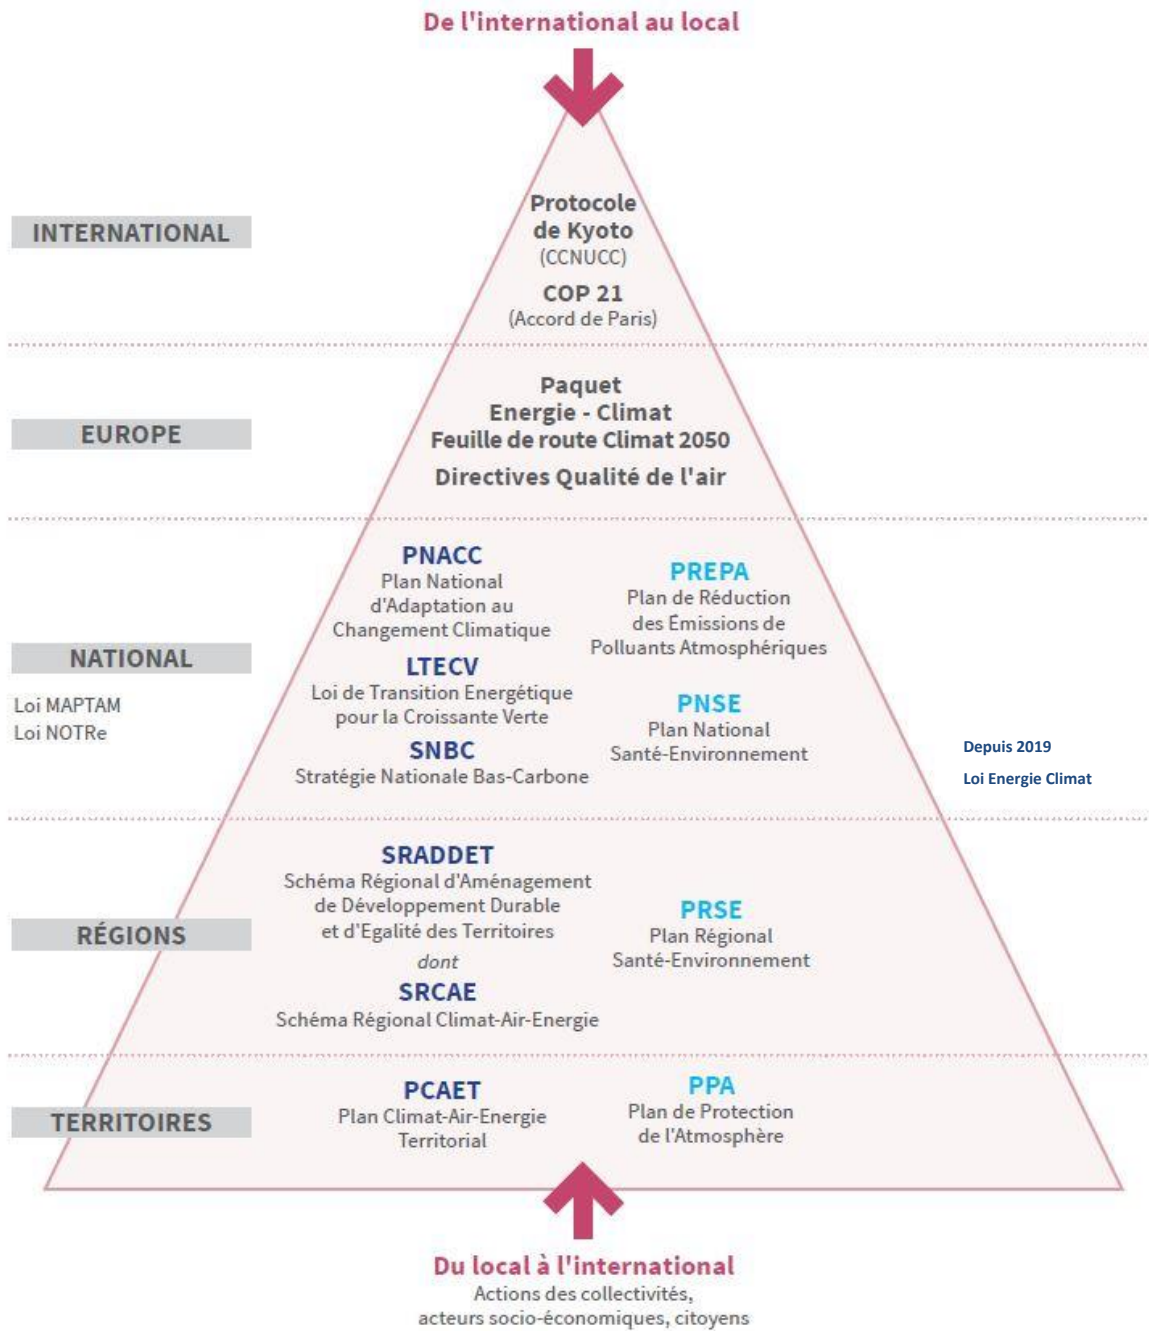 De l'international au local
INTERNATIONAL
Protocole
de Kyoto
(CCNUCC)
COP 21
(Accord de Paris)
EUROPE
Paquet
Energie - Climat
Feuille de route Climat 2050
Directives Qualité de l'air
NATIONAL
Loi MAPTAM
Loi NOTRe
PNACC
Plan National
d'Adaptation au
Changement Climatique
LTECV
Loi de Transition Energétique
pour la Croissante Verte
SNBC
Stratégie Nationale Bas-Carbone
PREPA
Plan de Réduction
des Émissions de
Polluants Atmosphériques
PNSE
Plan National
Santé-Environnement
Depuis 2019
Loi Energie Climat
RÉGIONS
SRADDET
Schéma Régional d'Aménagement
de Développement Durable
et d'Egalité des Territoires
dont
SRCAE
Schéma Régional Climat-Air-Energie
PRSE
Plan Régional
Santé-Environnement
TERRITOIRES
PCAET
Plan Climat-Air-Energie
Territorial
PPA
Plan de Protection
de l'Atmosphère
Du local à l'international
Actions des collectivités,
acteurs socio-économiques, citoyens